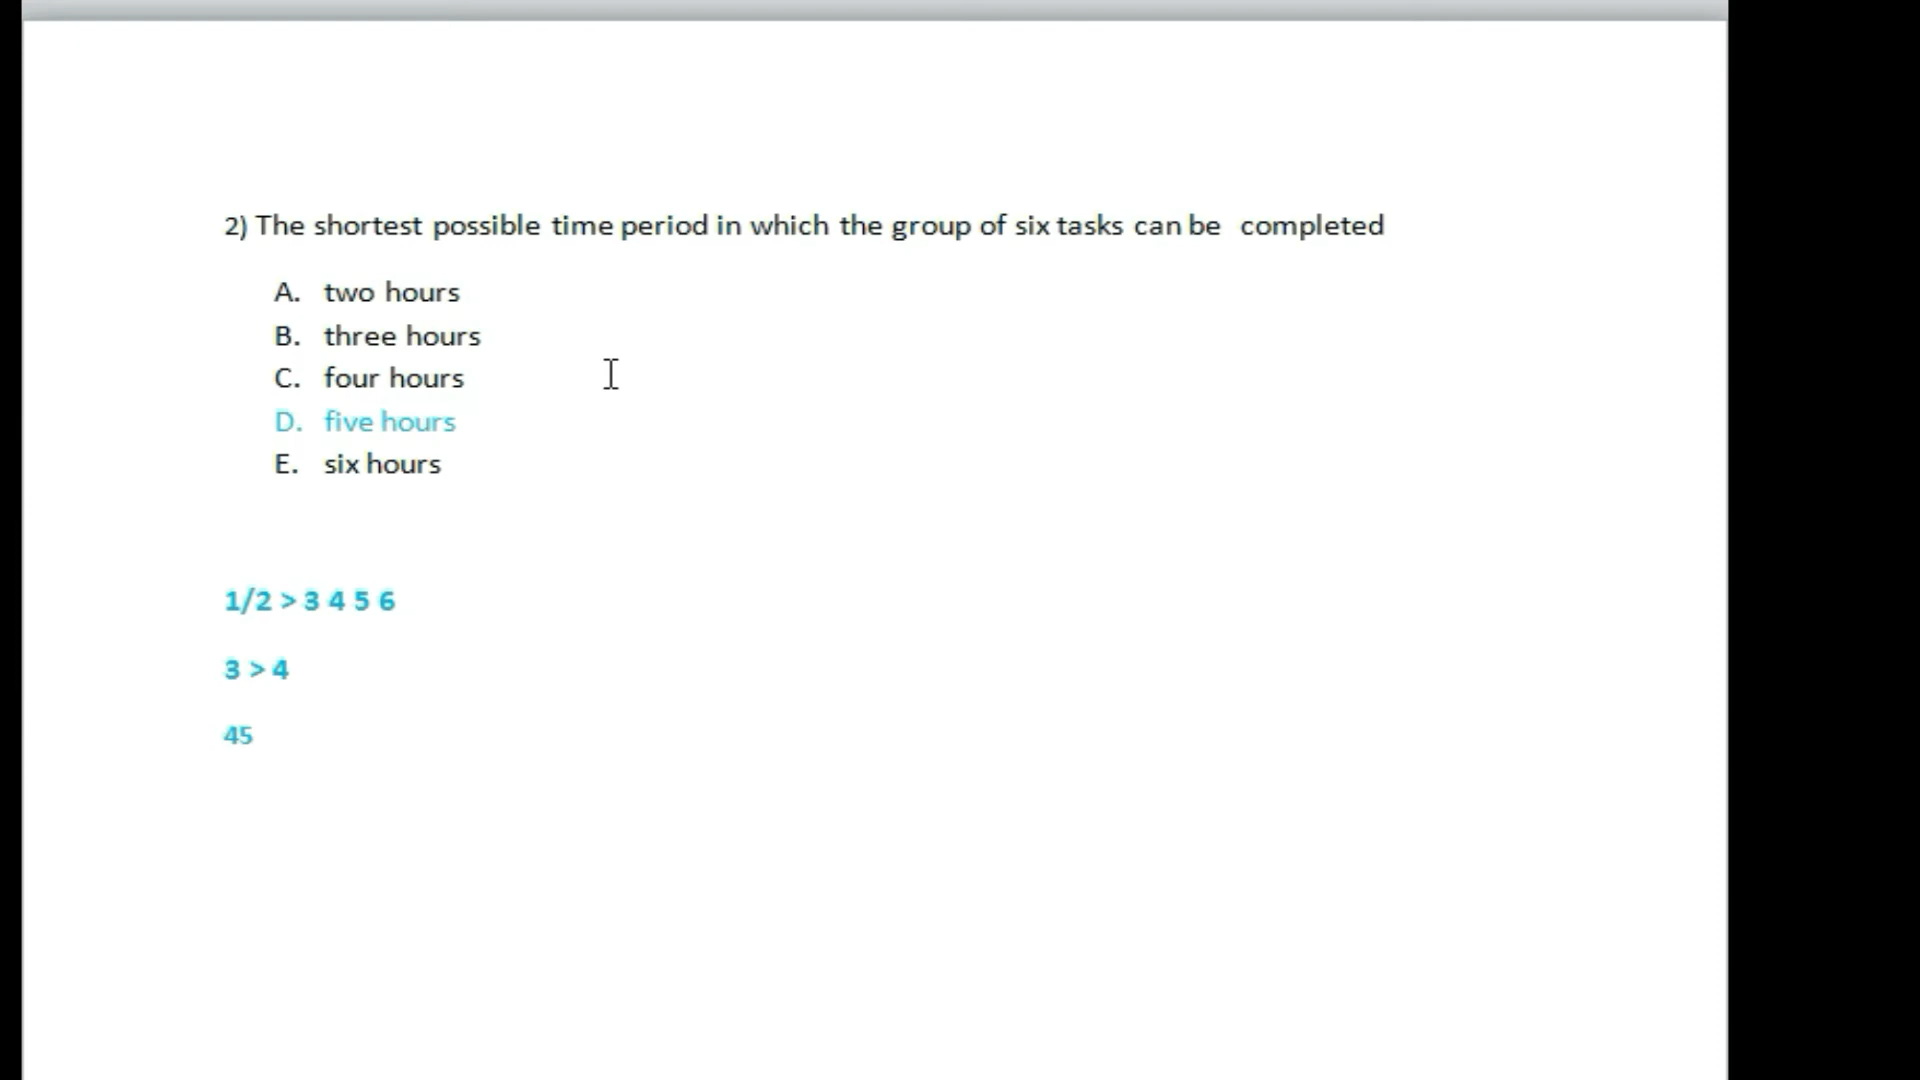 2) The shortest possible time period in which the group of six tasks can be completed
A. two hours
B. three hours
C. four hours
D. five hours
E. six hours
1/2 > 3 4 5 6
3 > 4
45